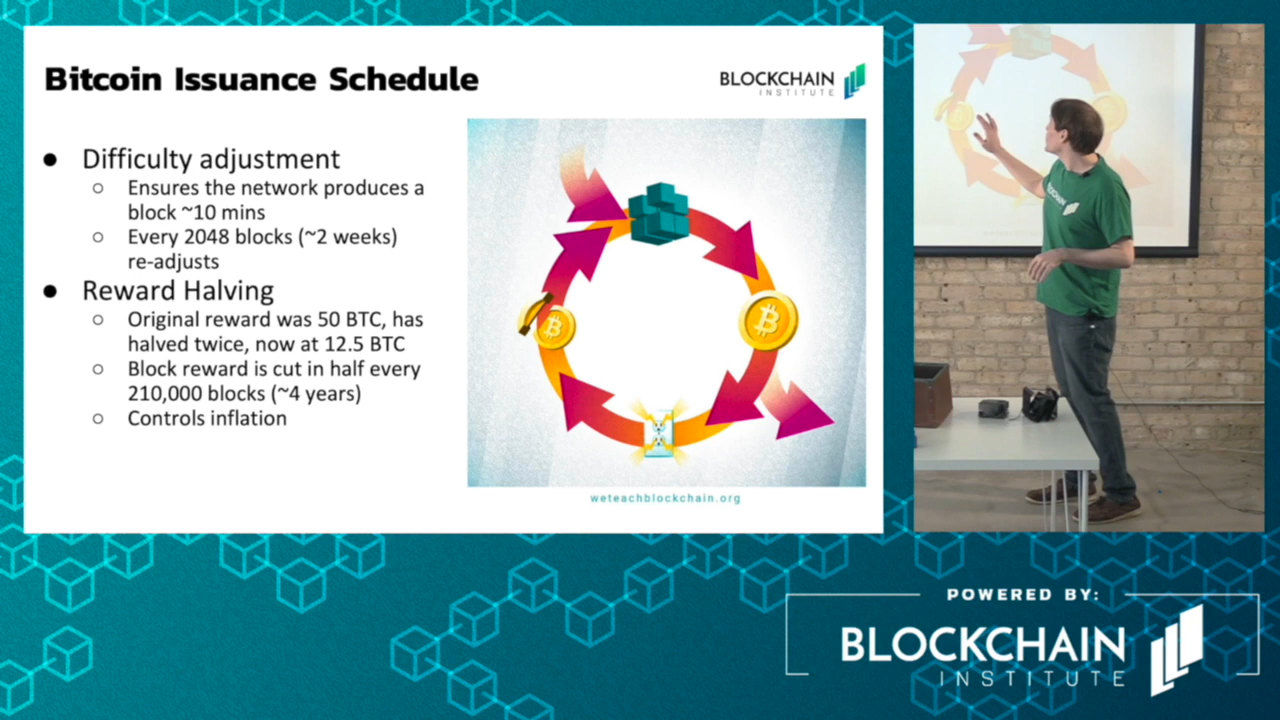 Bitcoin Issuance Schedule
BLOCKCHAIN
INSTITUTE
● Difficulty adjustment
○ Ensures the network produces a
block ~10 mins
○ Every 2048 blocks (~2 weeks)
re-adjusts
● Reward Halving
○ Original reward was 50 BTC, has
halved twice, now at 12.5 BTC
○ Block reward is cut in half every
210,000 blocks (~4 years)
○ Controls inflation
weteachblockchain.org
POWERED BY:
BLOCKCHAIN
INSTITUTE